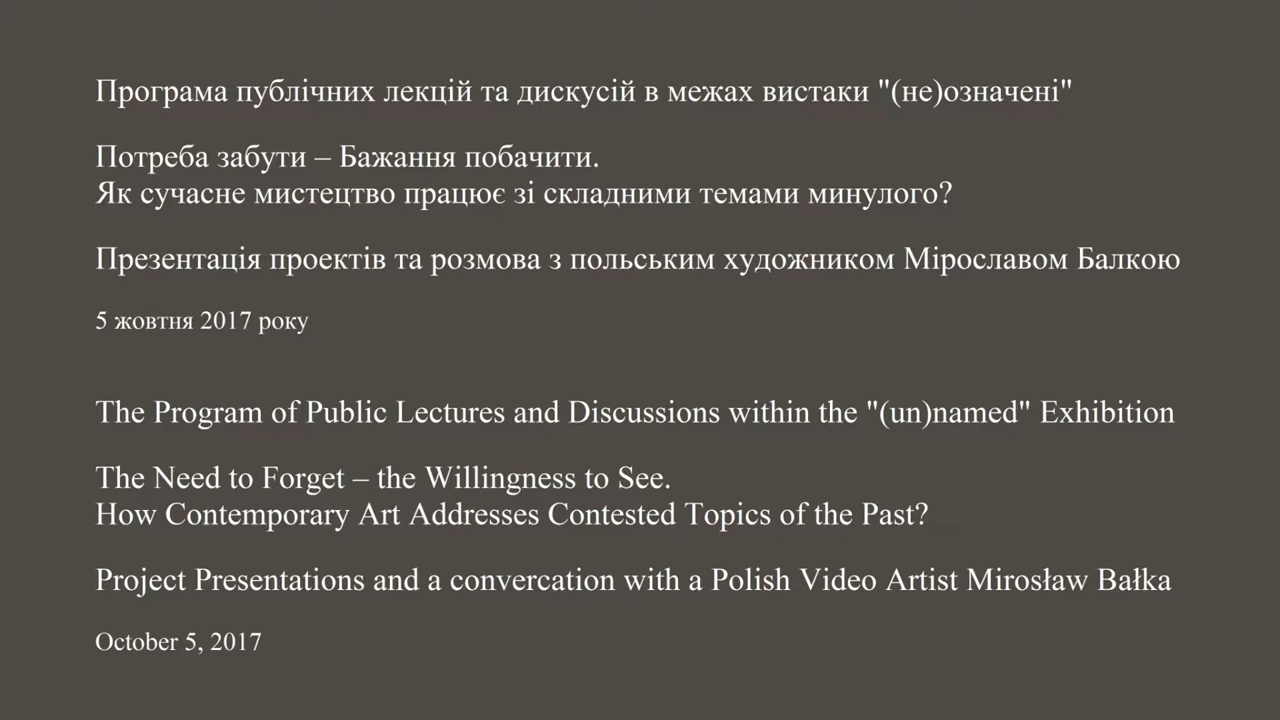 Програма публічних лекцій та дискусій в межах вистаки "(не)означені"
Потреба забути – Бажання побачити.
Як сучасне мистецтво працює зі складними темами минулого?
Презентація проектів та розмова з польським художником Мірославом Балкою
5 жовтня 2017 року
The Program of Public Lectures and Discussions within the "(un)named" Exhibition
The Need to Forget – the Willingness to See.
How Contemporary Art Addresses Contested Topics of the Past?
Project Presentations and a convercation with a Polish Video Artist Mirosław Bałka
October 5, 2017